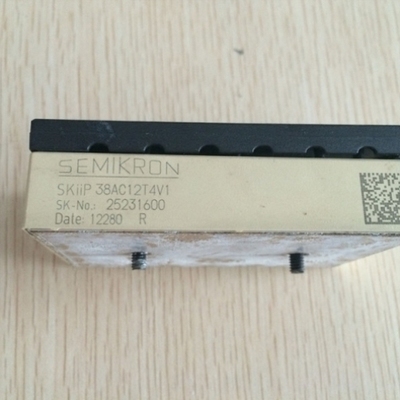 SEMIKRON
SKiiP 38AC12T4V1
SK-No.: 25231600
Date: 12280 R